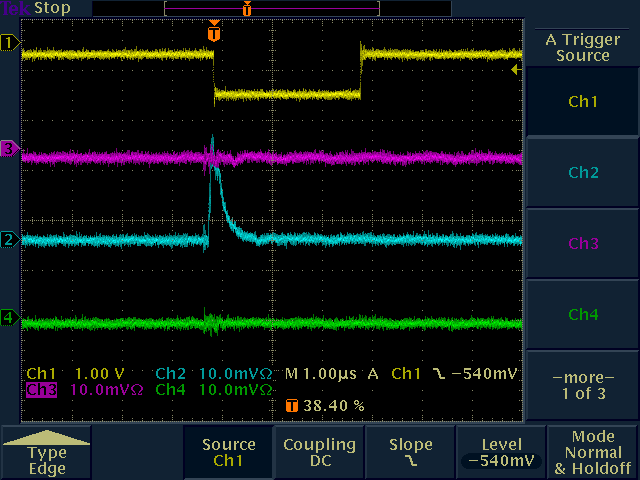 Tek Stop
T
T
1
3
2
4
Ch1 1.00 V Ch2 10.0mVΩ M 1.00µs A Ch1 ↘ −540mV
Ch3 10.0mVΩ Ch4 10.0mVΩ
T 38.40 %
A Trigger
Source
Ch1
Ch2
Ch3
Ch4
−more−
1 of 3
Type
Edge
Source
Ch1
Coupling
DC
Slope
↘
Level
−540mV
Mode
Normal
& Holdoff